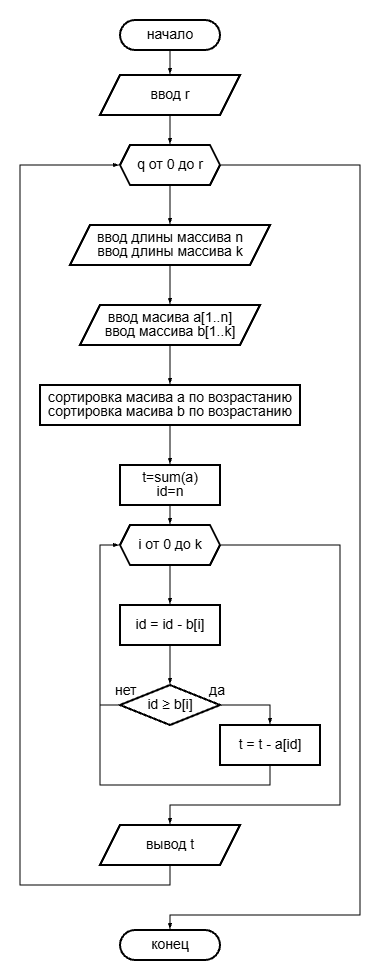 начало
ввод r
q от 0 до r
ввод длины массива n
ввод длины массива k
ввод масива a[1..n]
ввод массива b[1..k]
сортировка масива a по возрастанию
сортировка масива b по возрастанию
t=sum(a)
id=n
i от 0 до k
id = id - b[i]
нет
да
id ≥ b[i]
t = t - a[id]
вывод t
конец